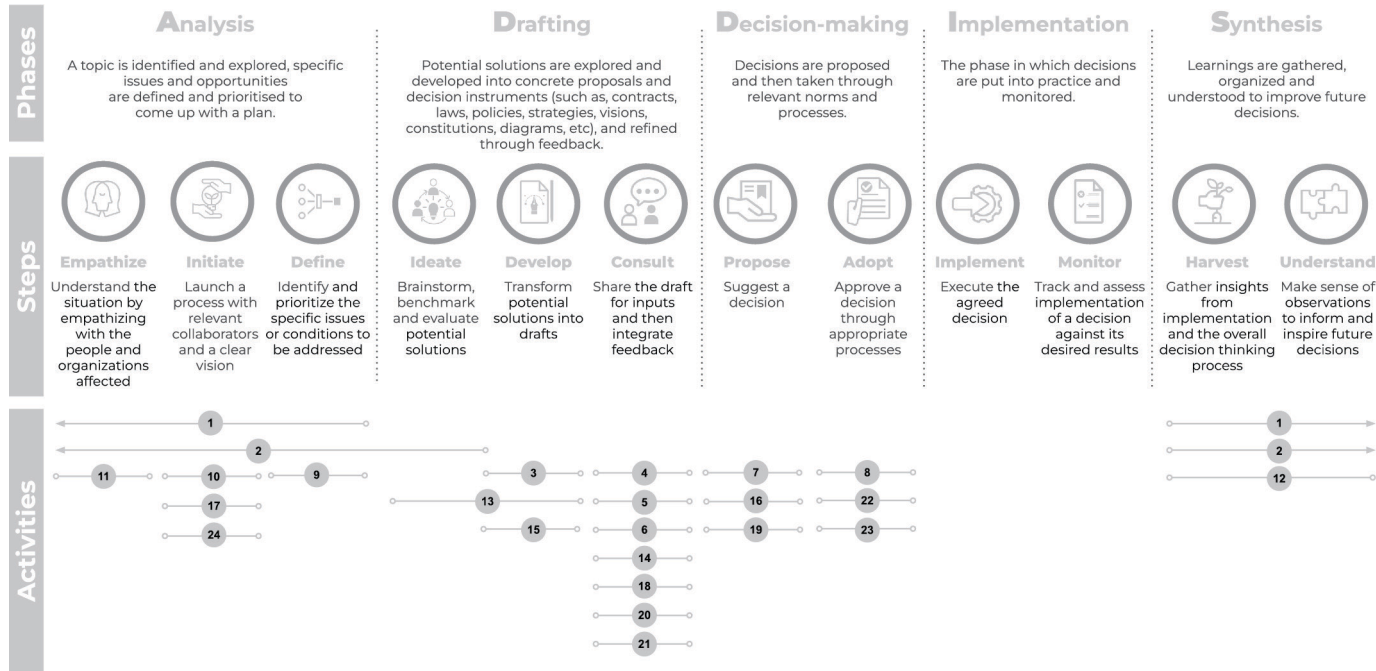 Phases
Analysis
A topic is identified and explored, specific
issues and opportunities
are defined and prioritised to
come up with a plan.
Drafting
Potential solutions are explored and
developed into concrete proposals and
decision instruments (such as, contracts,
laws, policies, strategies, visions,
constitutions, diagrams, etc), and refined
through feedback.
Decision-making
Decisions are proposed
and then taken through
relevant norms and
processes.
Implementation
The phase in which decisions
are put into practice and
monitored.
Synthesis
Learnings are gathered,
organized and
understood to improve future
decisions.
Steps
Empathize
Understand the
situation by
empathizing
with the
people and
organizations
affected
Initiate
Launch a
process with
relevant
collaborators
and a clear
vision
Define
Identify and
prioritize the
specific issues
or conditions to
be addressed
Ideate
Brainstorm,
benchmark
and evaluate
potential
solutions
Develop
Transform
potential
solutions into
drafts
Consult
Share the draft
for inputs
and then
integrate
feedback
Propose
Suggest a
decision
Adopt
Approve a
decision
through
appropriate
processes
Implement
Execute the
agreed
decision
Monitor
Track and assess
implementation
of a decision
against its
desired results
Harvest
Gather insights
from
implementation
and the overall
decision thinking
process
Understand
Make sense of
observations
to inform and
inspire future
decisions
Activities
1
1
2
2
11
10
9
3
4
7
8
12
17
13
5
16
22
24
15
6
19
23
14
18
20
21